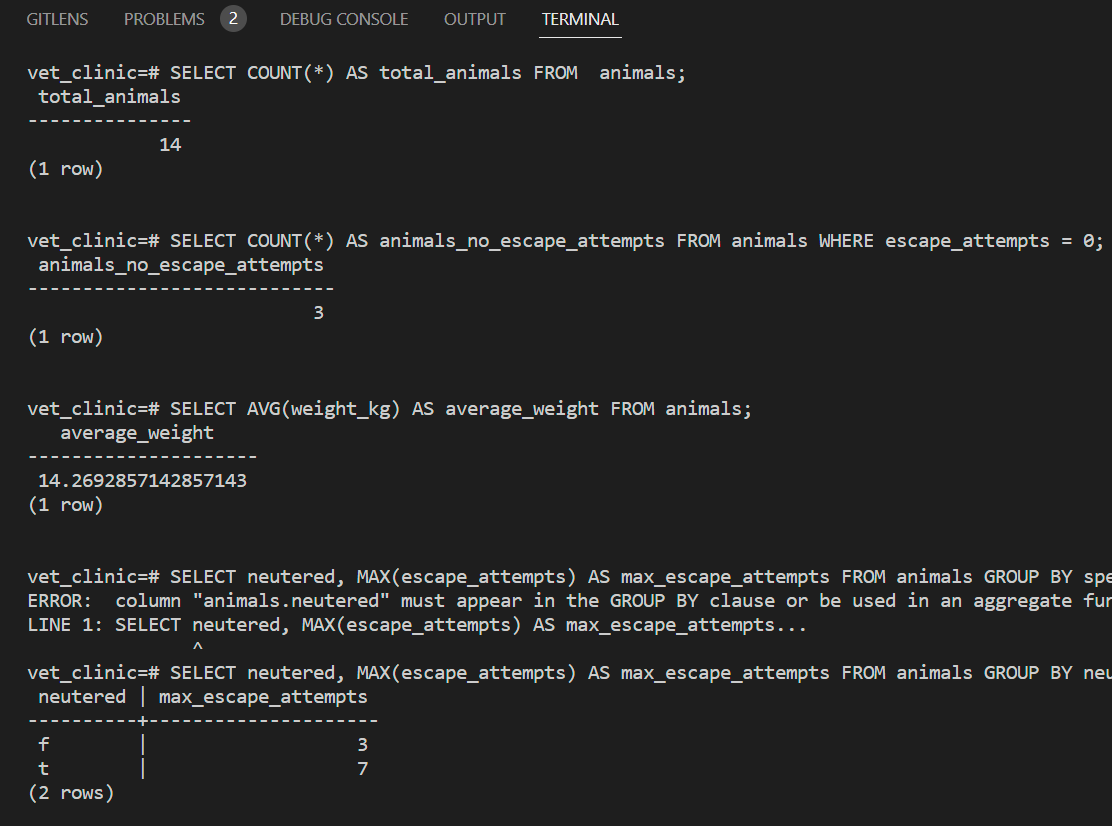 GITLENS PROBLEMS 2 DEBUG CONSOLE OUTPUT TERMINAL
vet_clinic=# SELECT COUNT(*) AS total_animals FROM  animals;
 total_animals
---------------
            14
(1 row)
vet_clinic=# SELECT COUNT(*) AS animals_no_escape_attempts FROM animals WHERE escape_attempts = 0;
 animals_no_escape_attempts
----------------------------
                          3
(1 row)
vet_clinic=# SELECT AVG(weight_kg) AS average_weight FROM animals;
   average_weight
---------------------
 14.2692857142857143
(1 row)
vet_clinic=# SELECT neutered, MAX(escape_attempts) AS max_escape_attempts FROM animals GROUP BY spe
ERROR:  column "animals.neutered" must appear in the GROUP BY clause or be used in an aggregate fun
LINE 1: SELECT neutered, MAX(escape_attempts) AS max_escape_attempts...
               ^
vet_clinic=# SELECT neutered, MAX(escape_attempts) AS max_escape_attempts FROM animals GROUP BY neu
 neutered | max_escape_attempts
----------+---------------------
 f        |                   3
 t        |                   7
(2 rows)